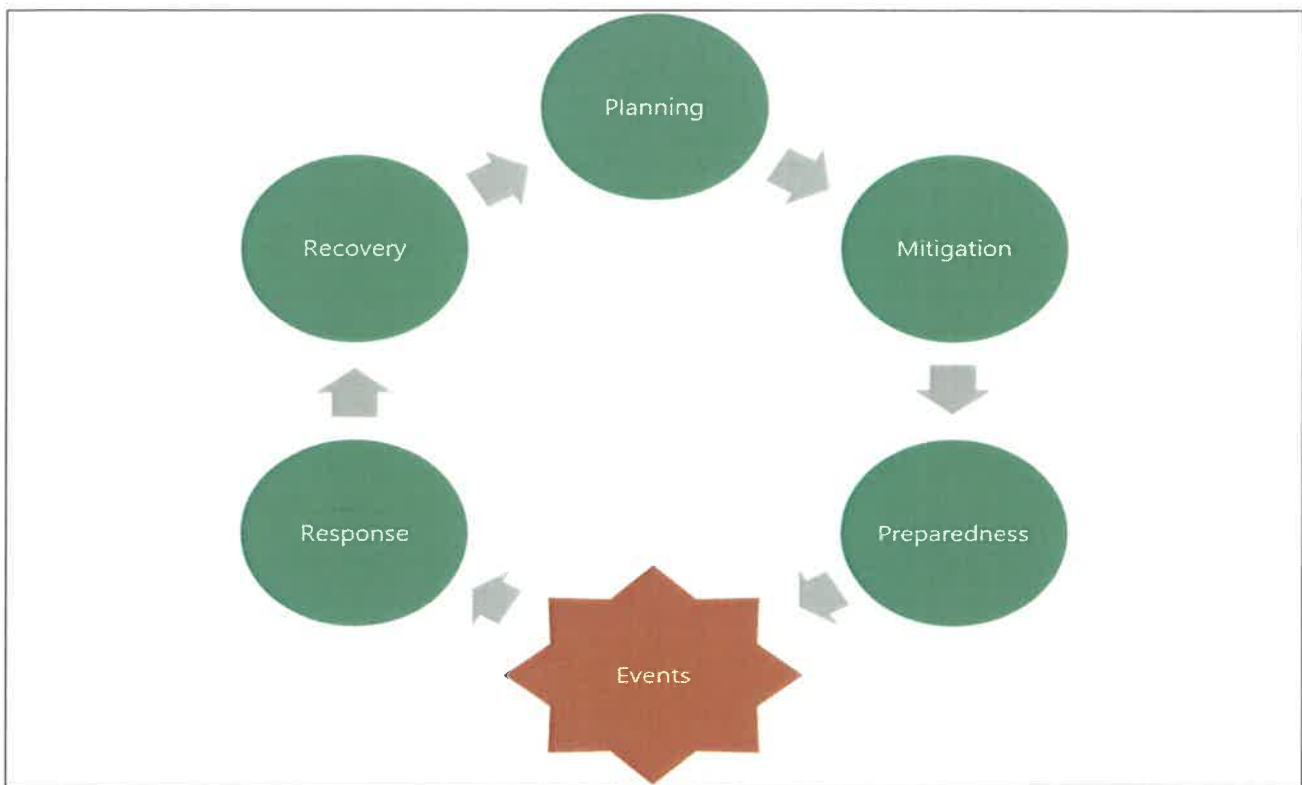 Planning
Mitigation
Preparedness
Events
Response
Recovery